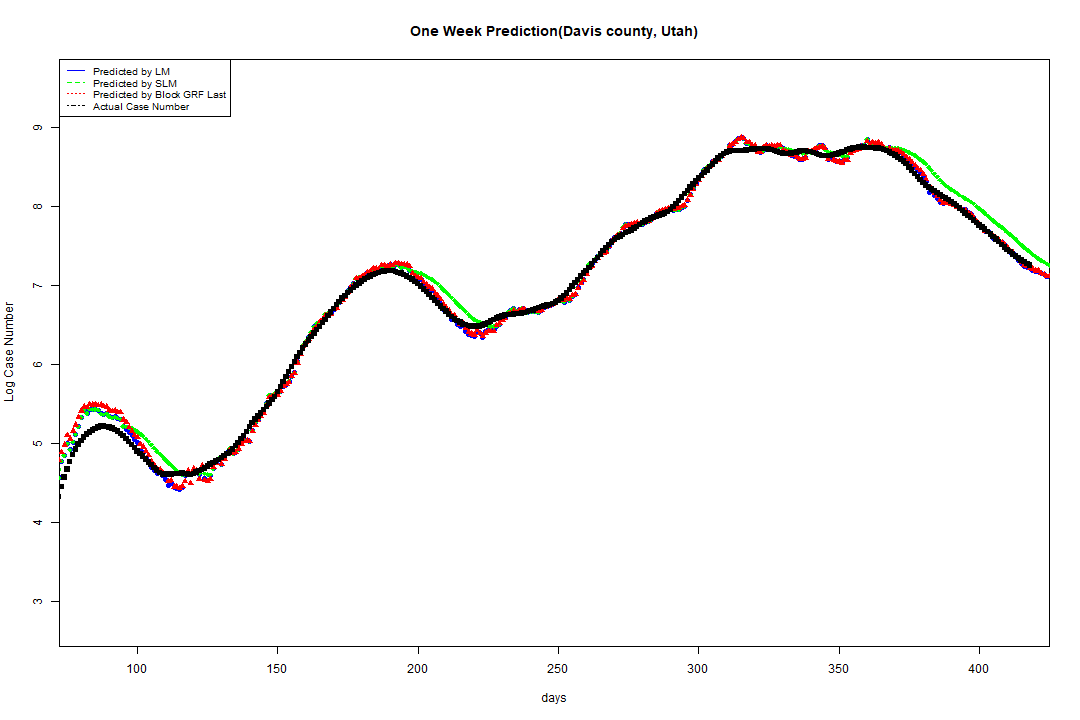 One Week Prediction(Davis county, Utah)
Predicted by LM
Predicted by SLM
Predicted by Block GRF Last
Actual Case Number
Log Case Number
9
8
7
6
5
4
3
100 150 200 250 300 350 400
days